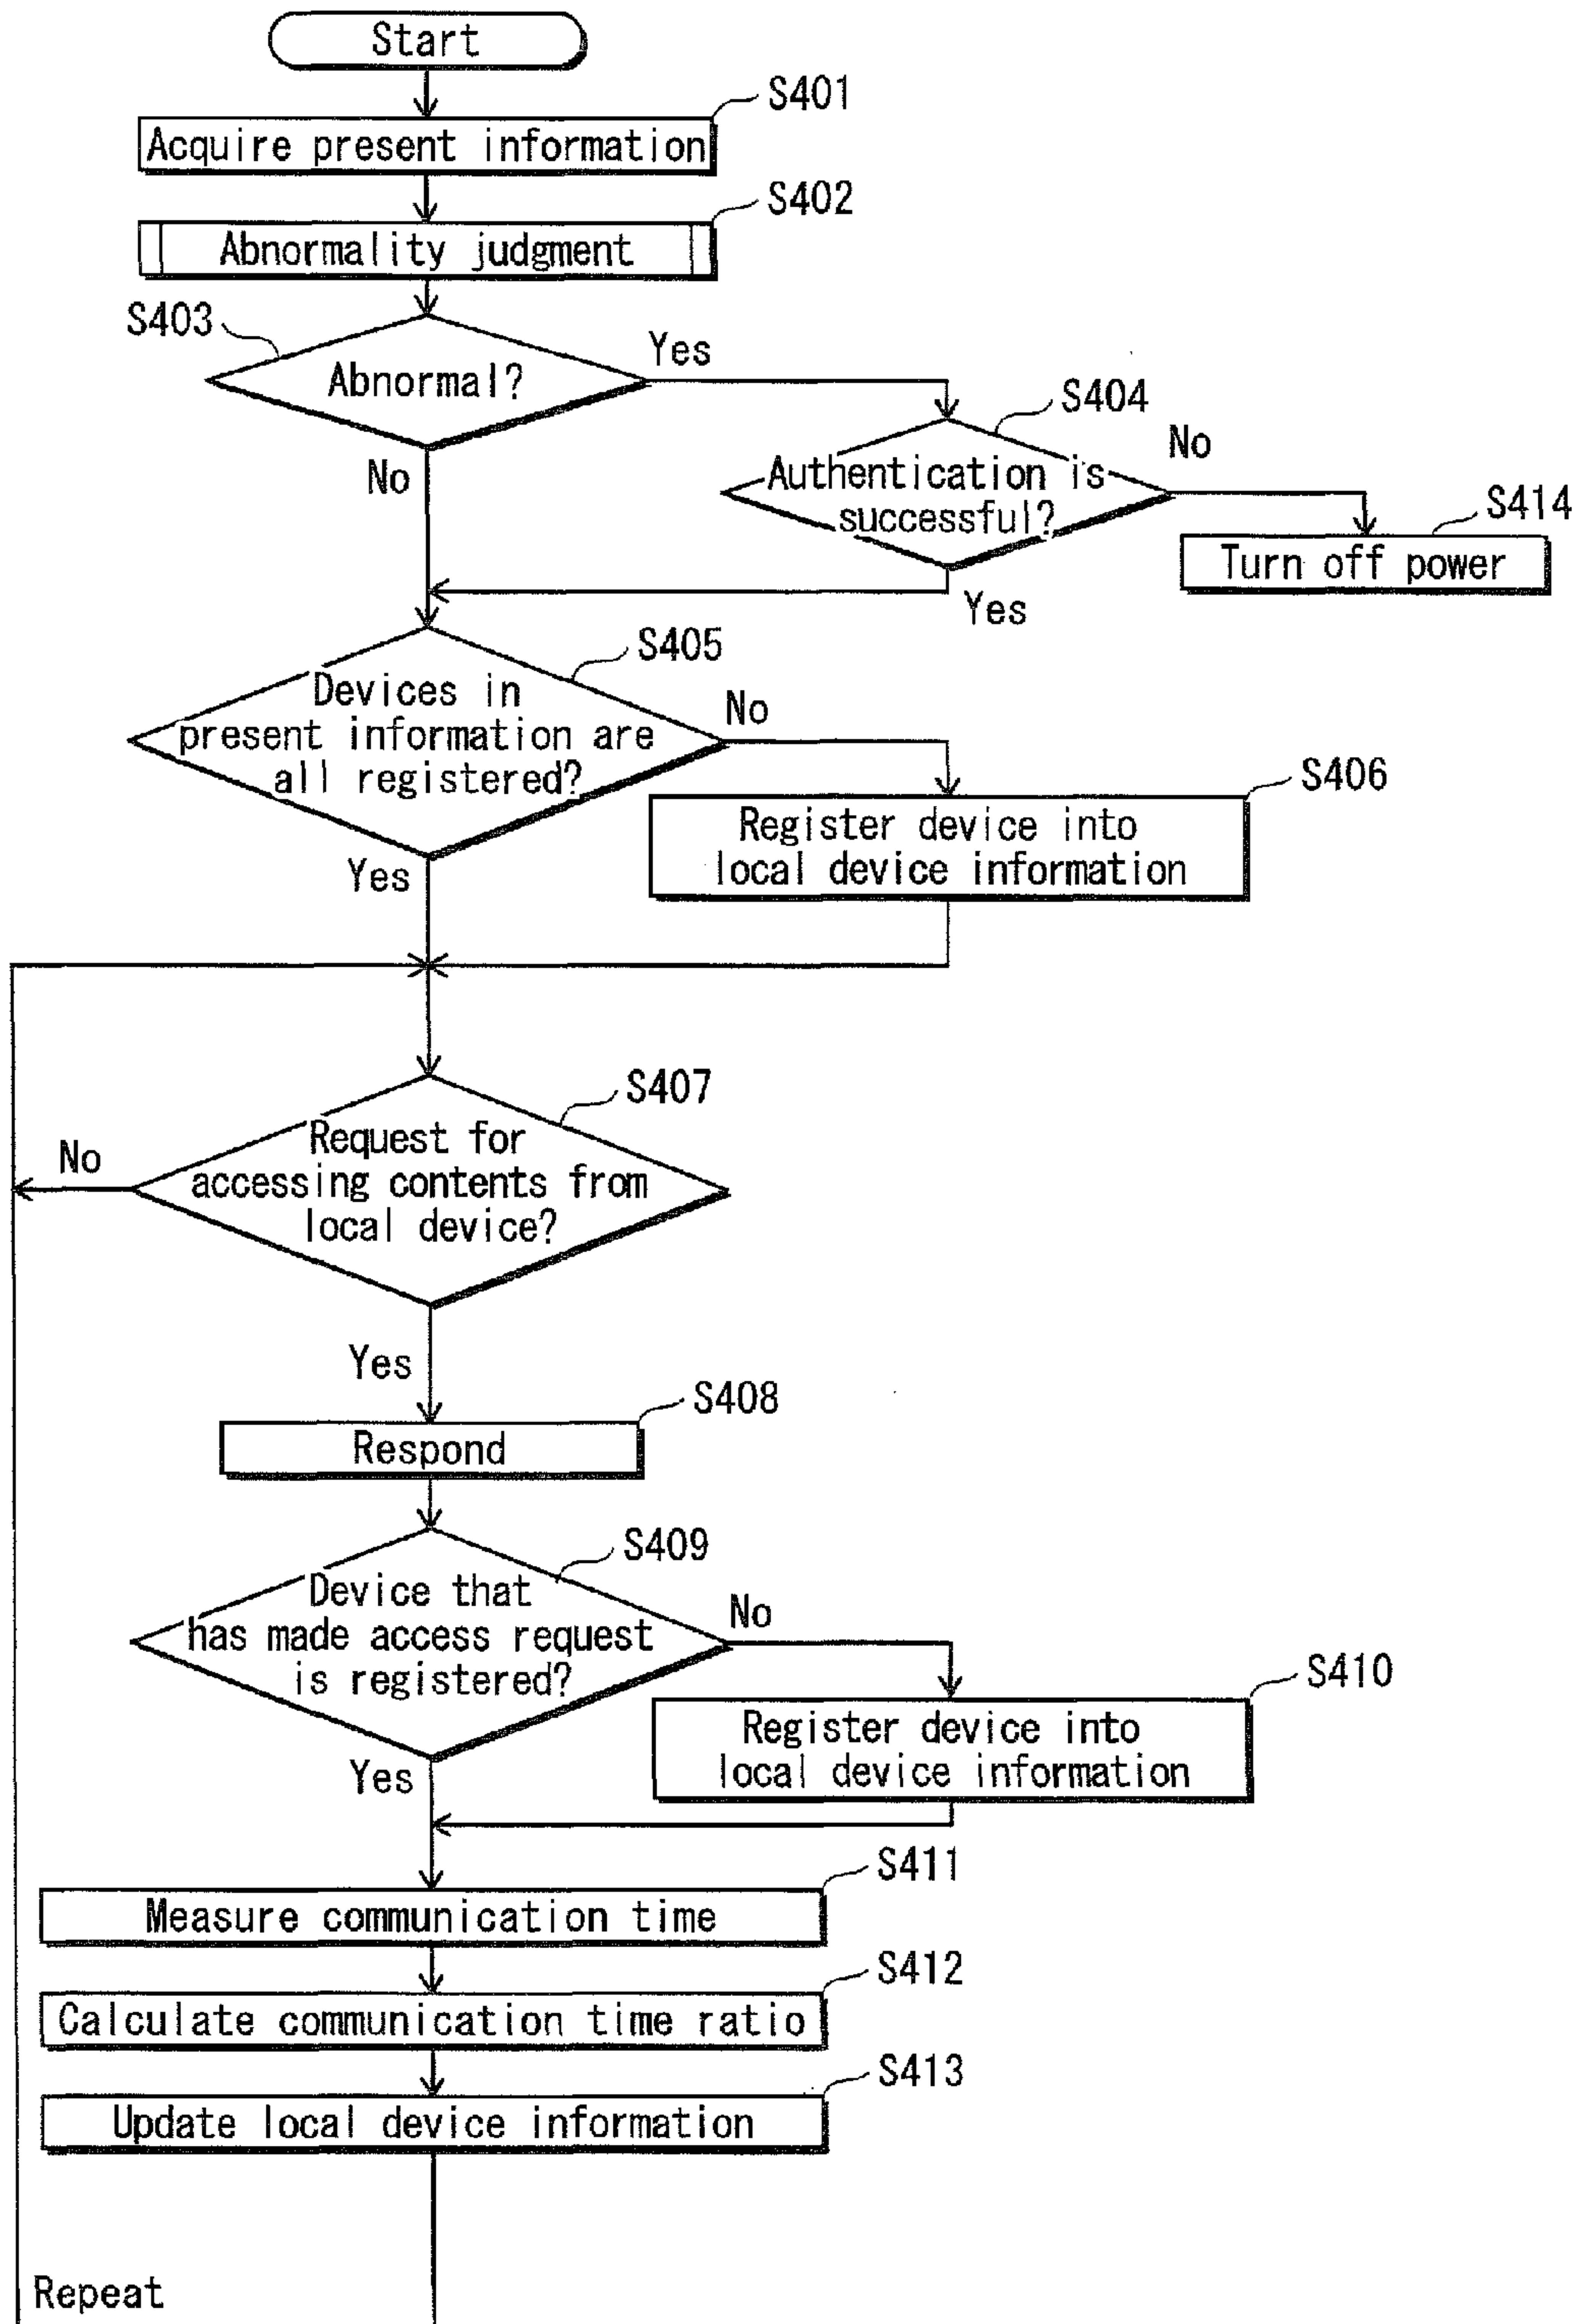 Start
S401
Acquire present information
S402
Abnormality judgment
S403
Abnormal?
Yes
No
S404
Authentication is
successful?
No
Yes
S414
Turn off power
S405
Devices in
present information are
all registered?
No
Yes
S406
Register device into
local device information
S407
Request for
accessing contents from
local device?
No
Yes
S408
Respond
S409
Device that
has made access request
is registered?
No
Yes
S410
Register device into
local device information
S411
Measure communication time
S412
Calculate communication time ratio
S413
Update local device information
Repeat